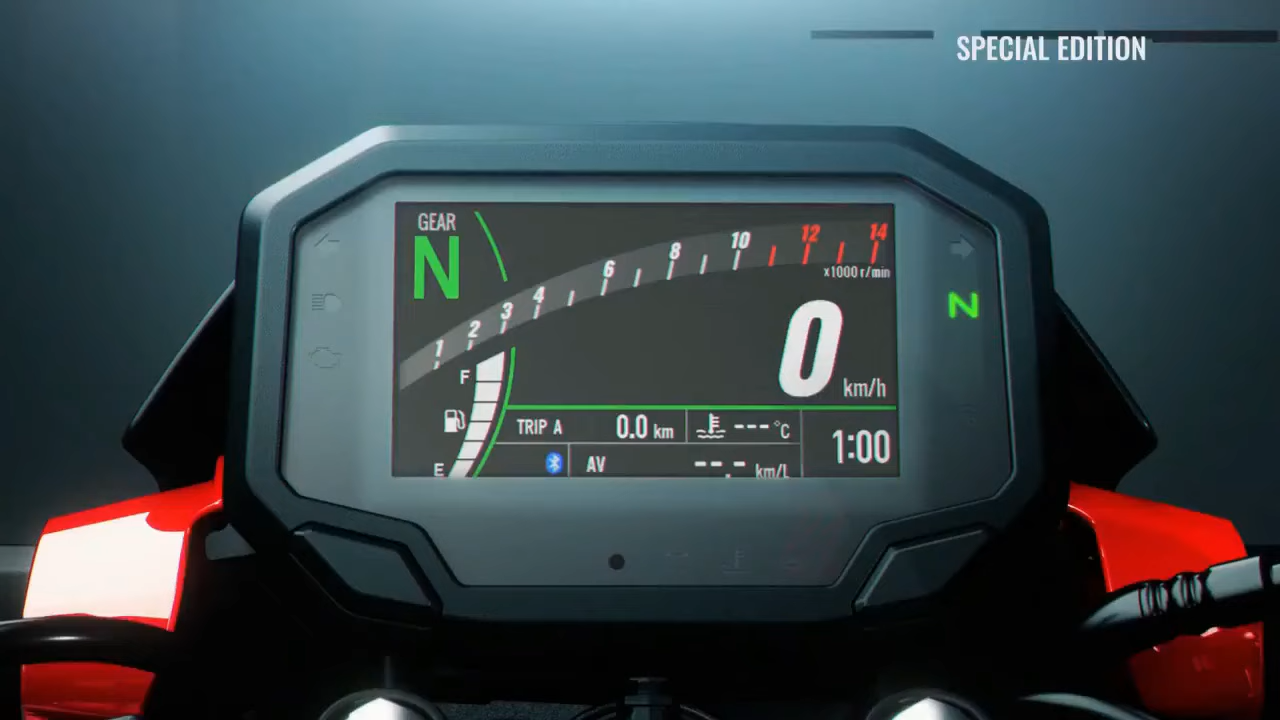 SPECIAL EDITION
GEAR
N
1 2 3 4 6 8 10 12 14
x1000 r/min
N
0
km/h
F
E
TRIP A 0.0 km
---°C
1:00
AV --.- km/L